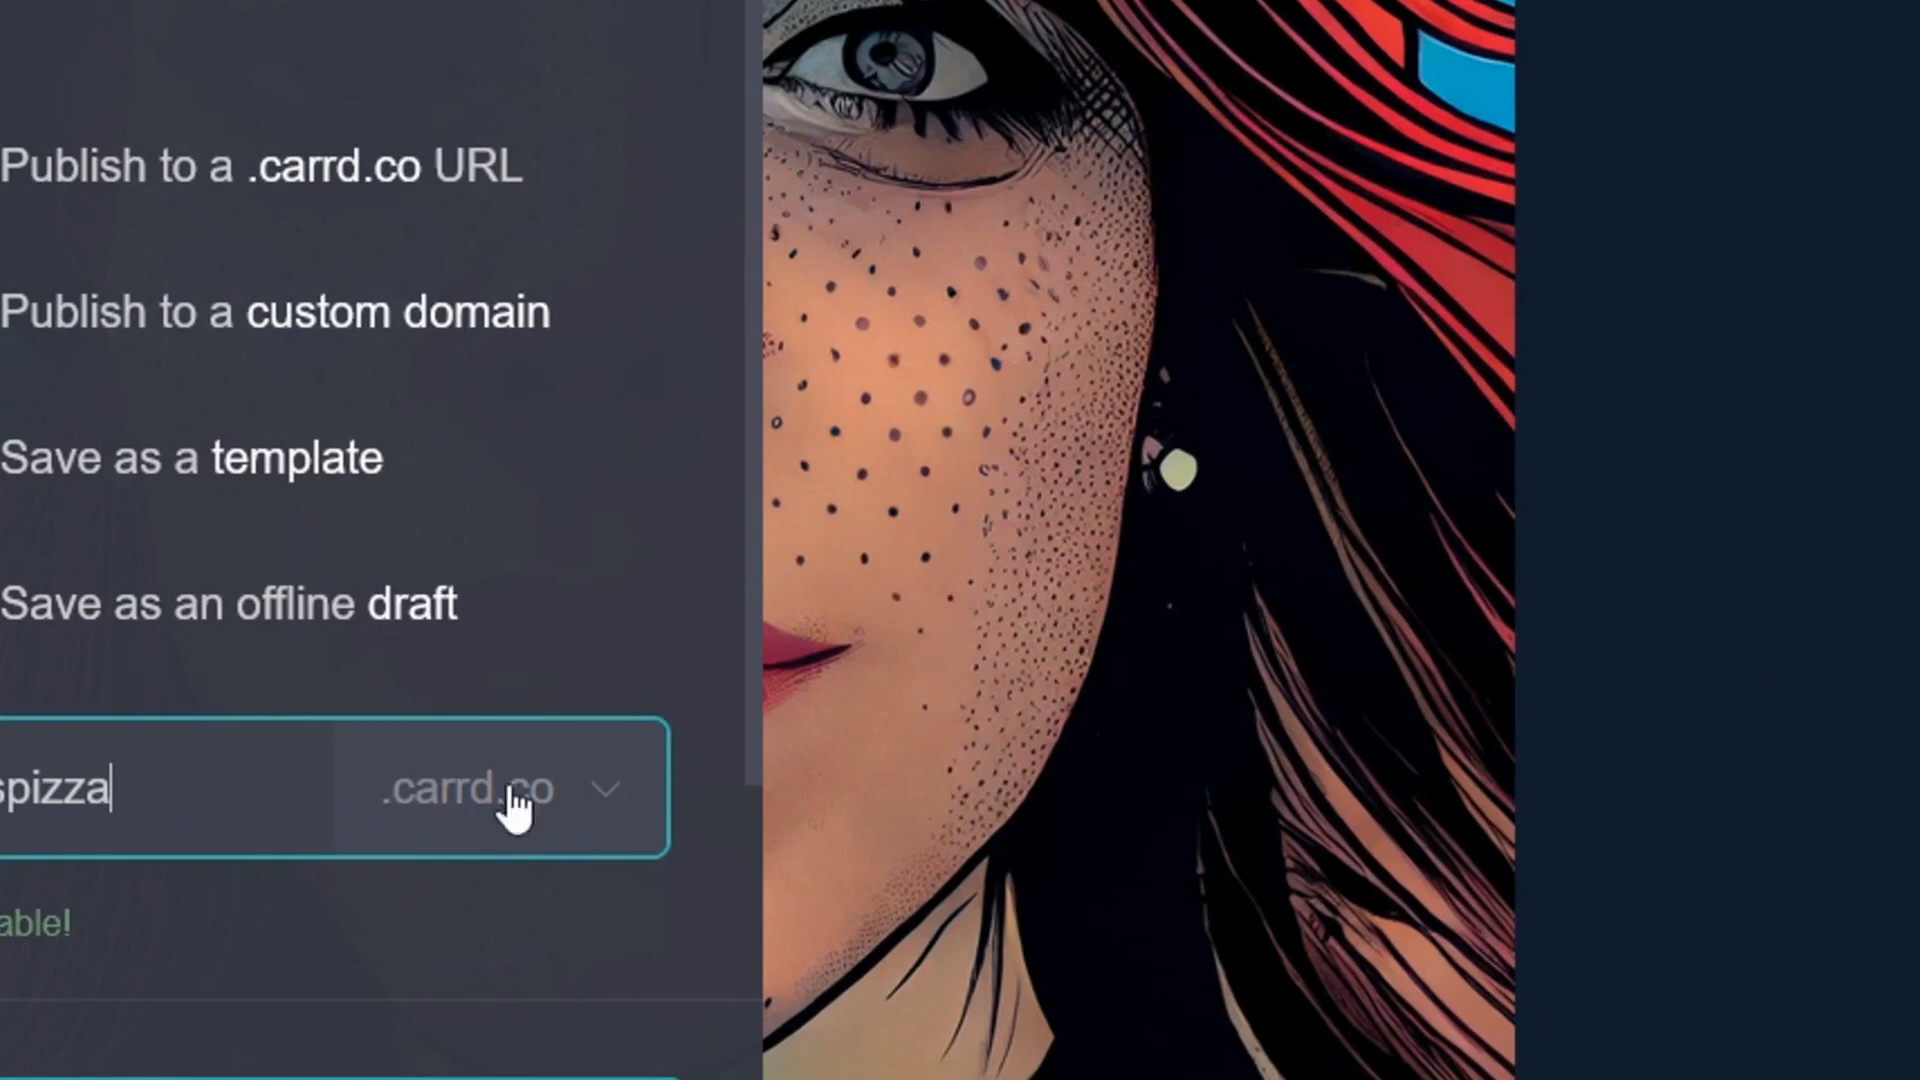 Publish to a .carrd.co URL
Publish to a custom domain
Save as a template
Save as an offline draft
spizza .carrd.co
able!